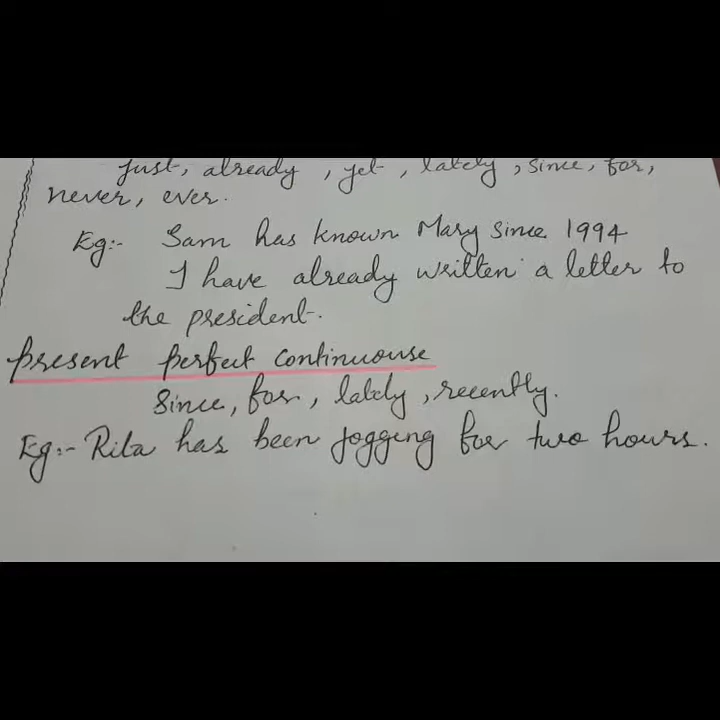 just, already, yet, lately, since, for,
never, ever.
Eg:- Sam has known Mary since 1994
I have already written a letter to
the president.
present perfect continuouse
Since, for, lately, recently.
Eg:- Rita has been jogging for two hours.